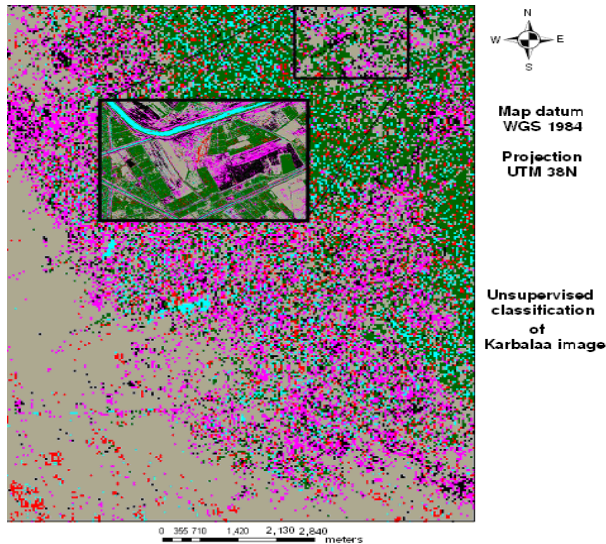 N
W E
S
Map datum
WGS 1984
Projection
UTM 38N
Unsupervised
classification
of
Karbalaa image
0 355 710 1,420 2,130 2,840
meters